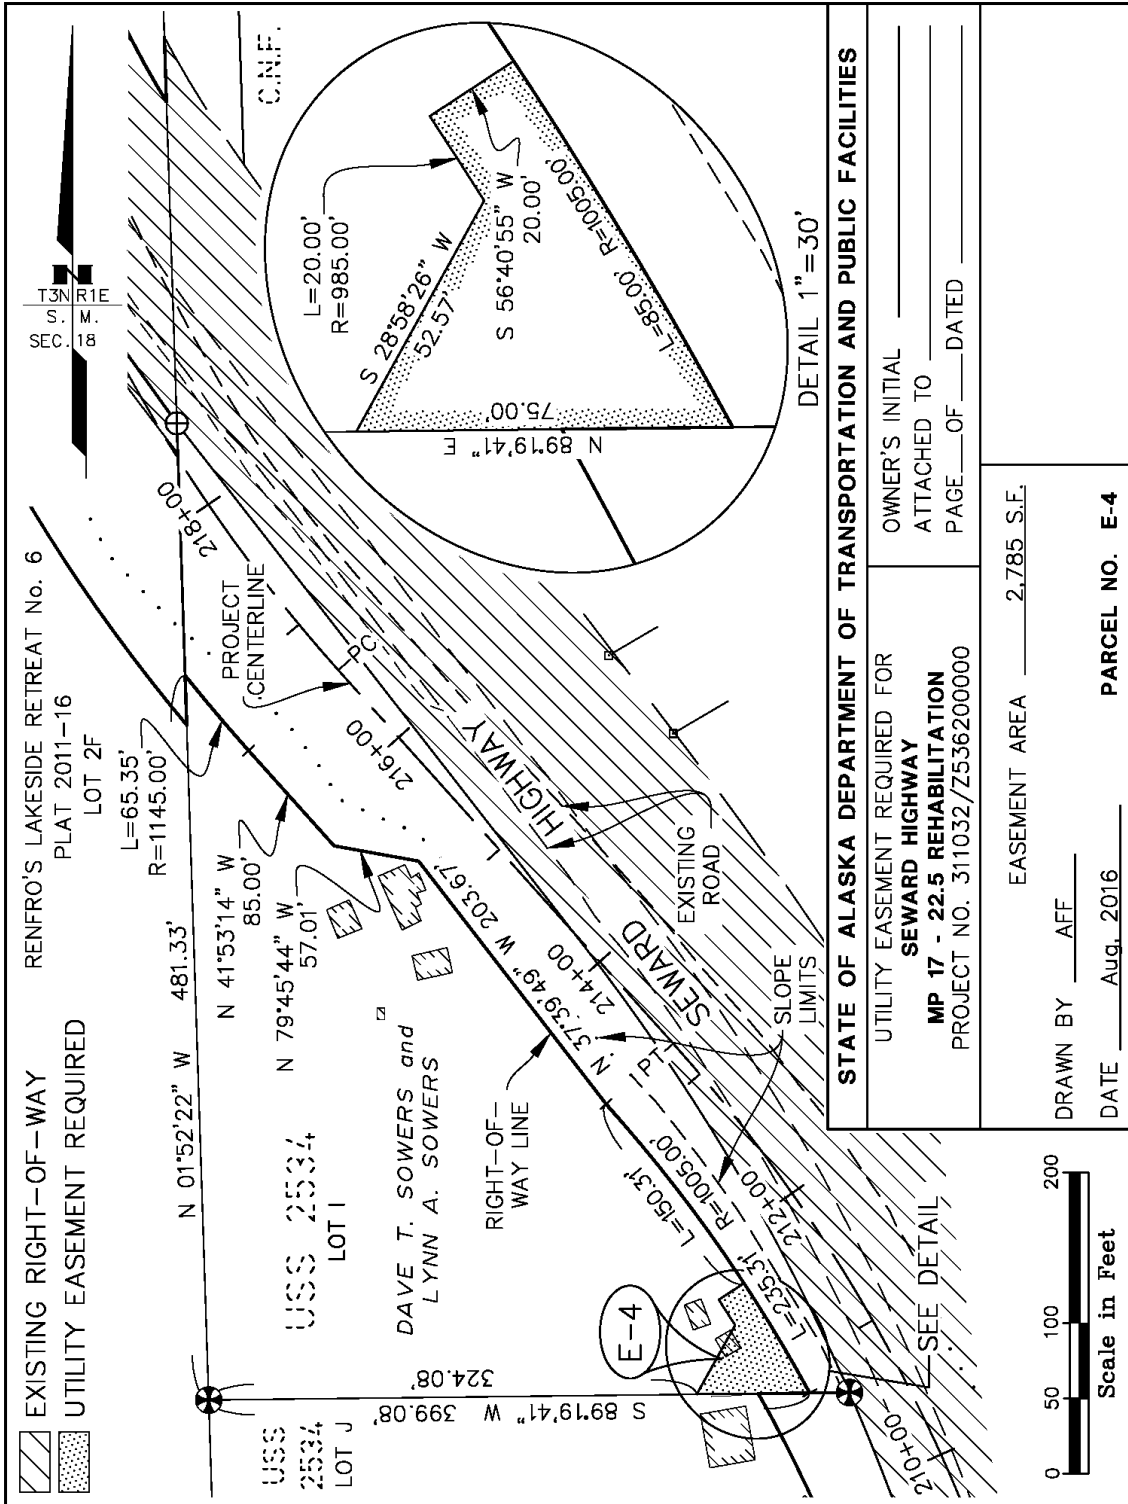 EXISTING RIGHT-OF-WAY
UTILITY EASEMENT REQUIRED
RENFRO'S LAKESIDE RETREAT No. 6
PLAT 2011-16
LOT 2F
T3N R1E
S. M.
SEC. 18
N
C.N.F.
N 01°52'22" W 481.33'
L=65.35'
R=1145.00'
N 41°53'14" W
85.00'
N 79°45'44" W
57.01'
PROJECT
CENTERLINE
218+00
PC
216+00
USS
2534
LOT J
USS 2534
LOT I
DAVE T. SOWERS and
LYNN A. SOWERS
324.08'
S 89°19'41" W 399.08'
RIGHT-OF-
WAY LINE
N 37°39'49" W 203.67'
214+00
PI
SEWARD HIGHWAY
EXISTING
ROAD
SLOPE
LIMITS
L=150.31'
L=235.31' R=1005.00'
212+00
210+00
E-4
SEE DETAIL
L=20.00'
R=985.00'
S 28°58'26" W
52.57'
S 56°40'55" W
20.00'
L=85.00' R=1005.00'
75.00'
N 89°19'41" E
DETAIL 1"=30'
0 50 100 200
Scale in Feet
STATE OF ALASKA DEPARTMENT OF TRANSPORTATION AND PUBLIC FACILITIES
UTILITY EASEMENT REQUIRED FOR
SEWARD HIGHWAY
MP 17 - 22.5 REHABILITATION
PROJECT NO. 311032/Z536200000
OWNER'S INITIAL
ATTACHED TO
PAGE OF DATED
EASEMENT AREA 2,785 S.F.
DRAWN BY AFF
DATE Aug, 2016
PARCEL NO. E-4